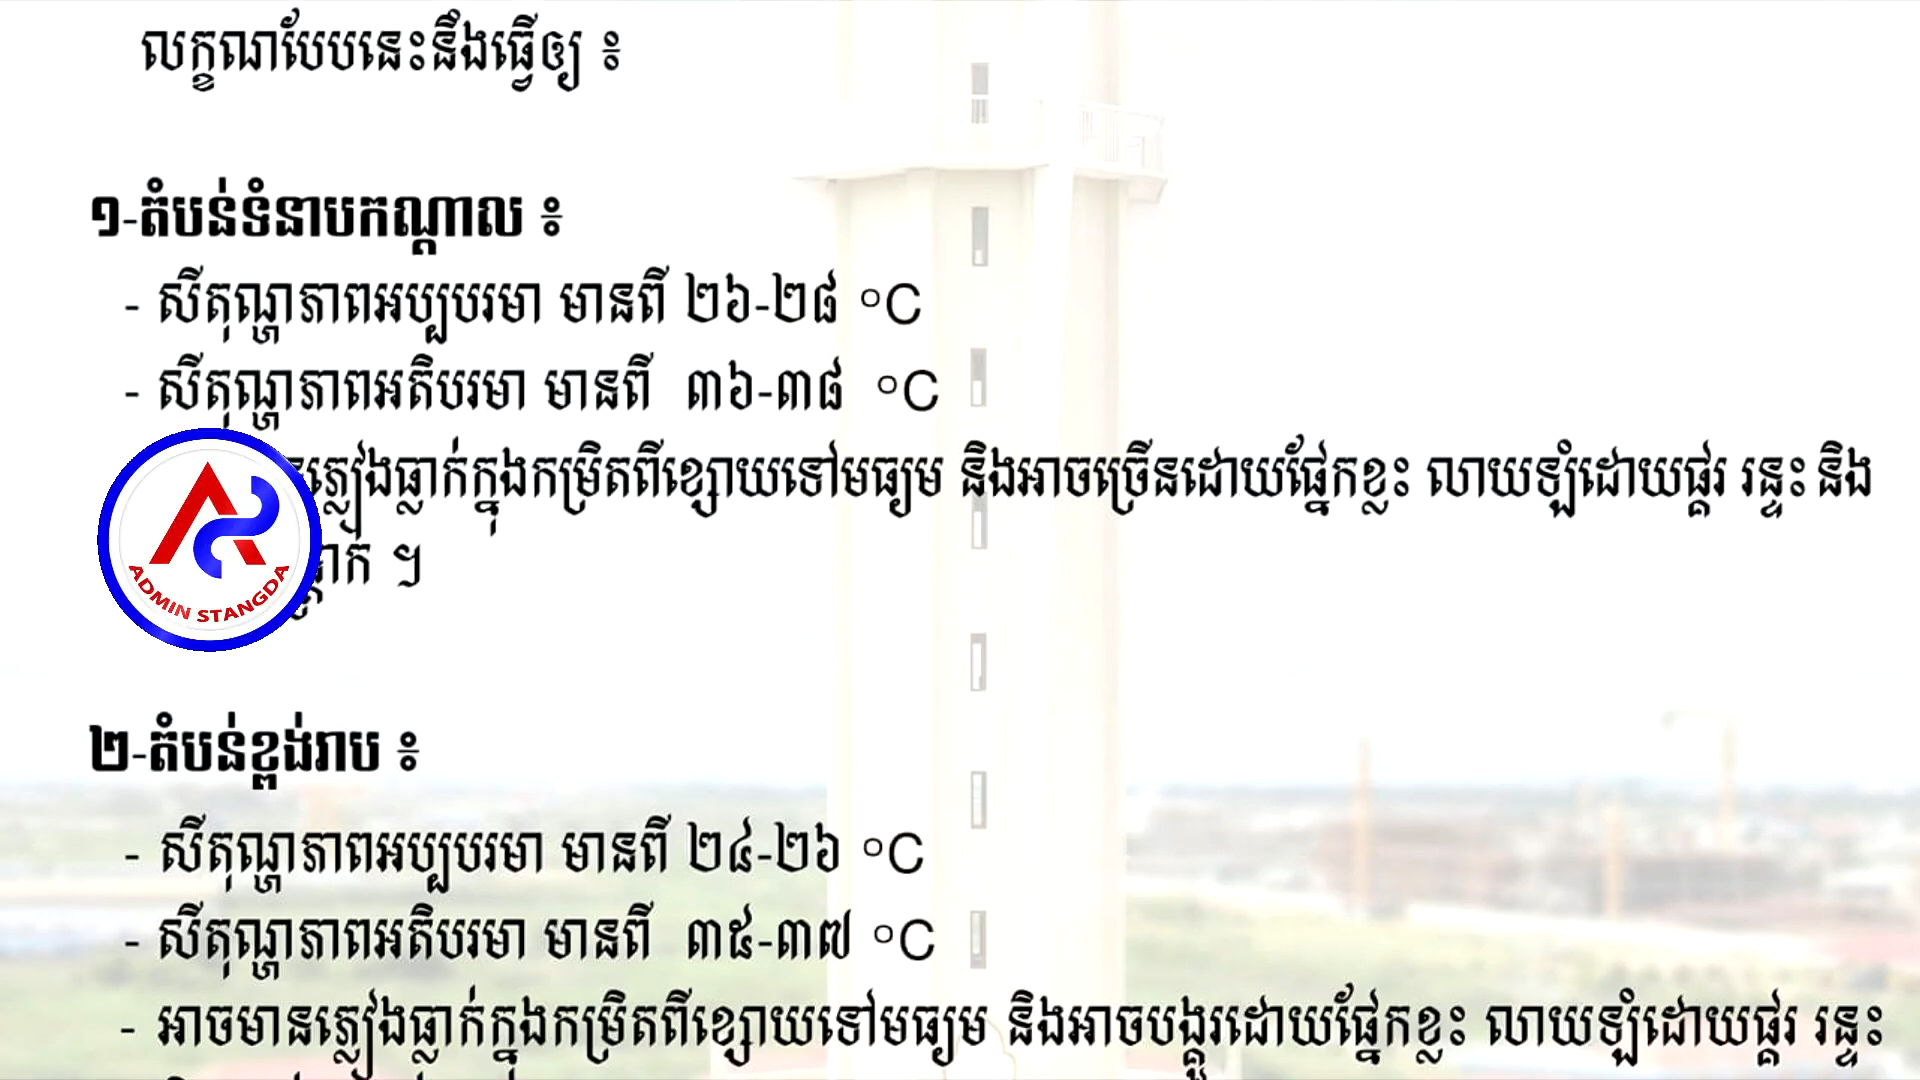 លក្ខណបែបនេះនឹងធ្វើឲ្យ ៖
១-តំបន់ទំនាបកណ្តាល ៖
- សីតុណ្ហភាពអប្បបរមា មានពី ២៦-២៨ °C
- សីតុណ្ហភាពអតិបរមា មានពី ៣៦-៣៨ °C
ភ្លៀងធ្លាក់ក្នុងកម្រិតពីខ្សោយទៅមធ្យម និងអាចច្រើនដោយផ្នែកខ្លះ លាយឡំដោយផ្គរ រន្ទះ និង
។
ADMIN STANGDA
២-តំបន់ខ្ពង់រាប ៖
- សីតុណ្ហភាពអប្បបរមា មានពី ២៤-២៦ °C
- សីតុណ្ហភាពអតិបរមា មានពី ៣៥-៣៧ °C
- អាចមានភ្លៀងធ្លាក់ក្នុងកម្រិតពីខ្សោយទៅមធ្យម និងអាចបង្គួរដោយផ្នែកខ្លះ លាយឡំដោយផ្គរ រន្ទះ